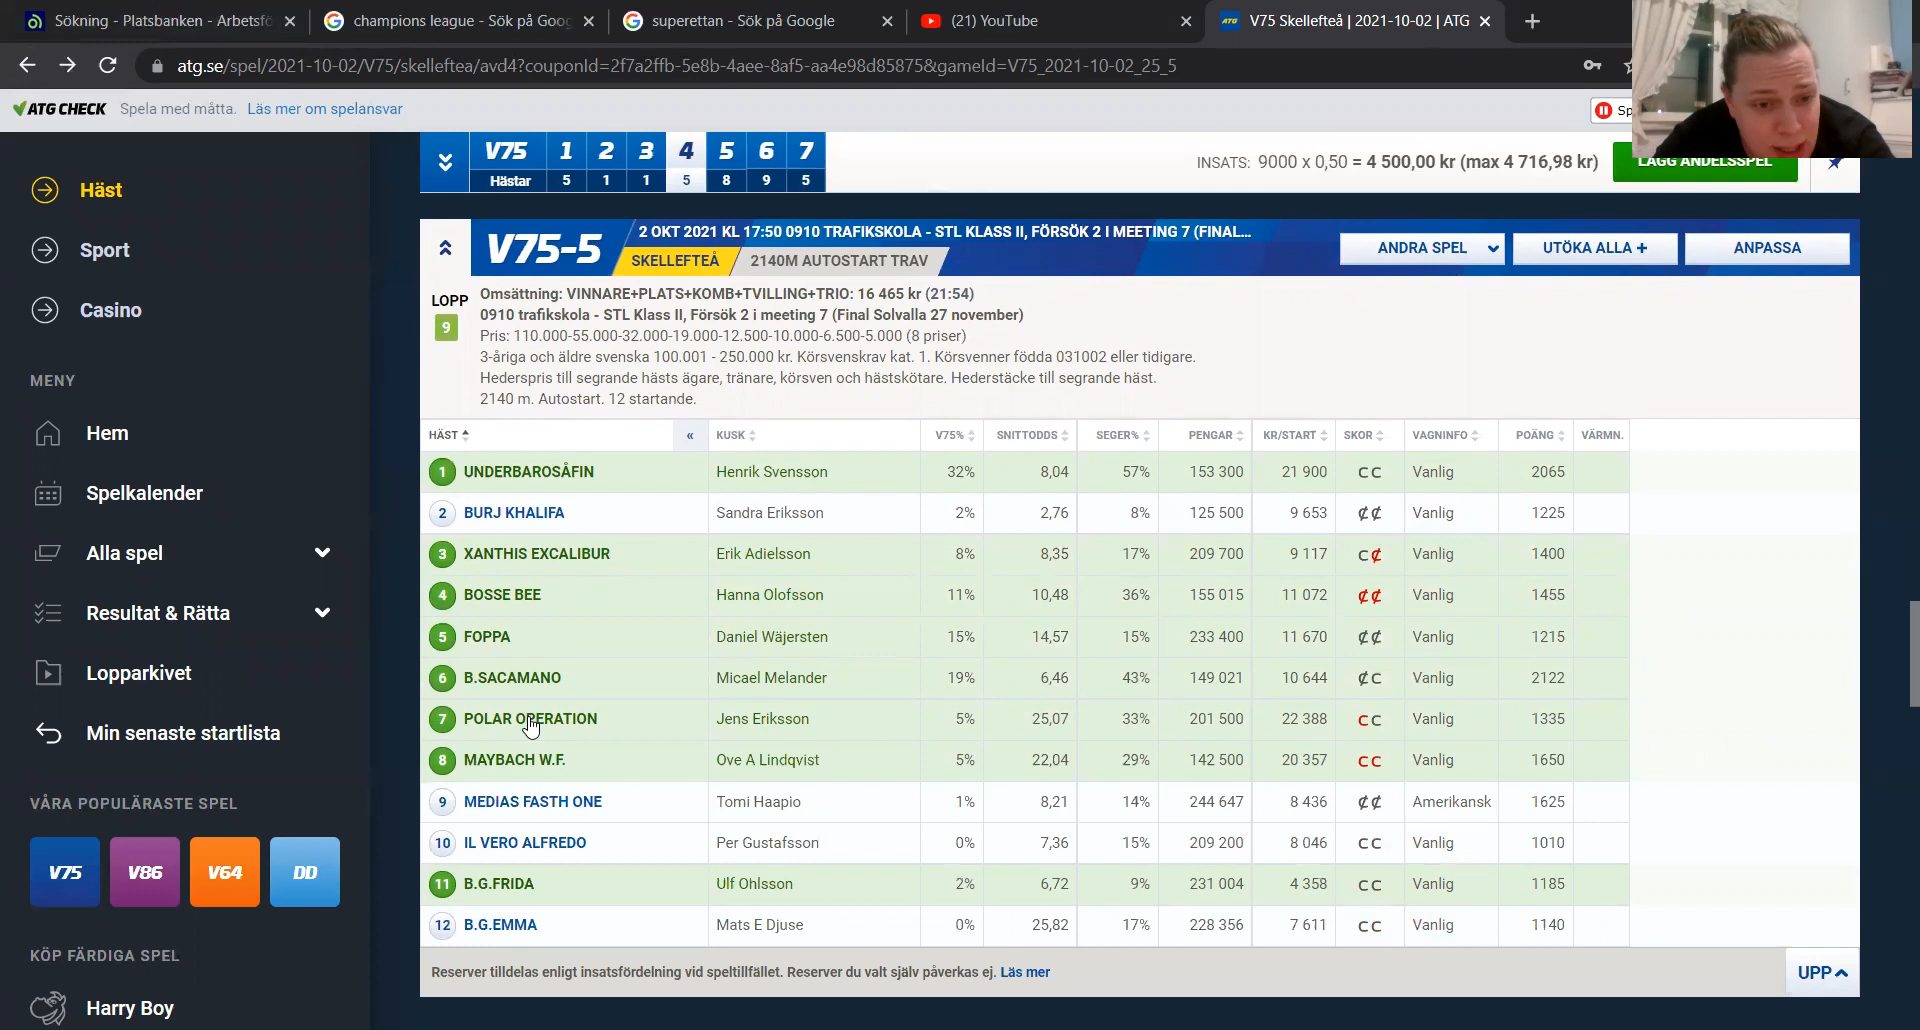 Sökning - Platsbanken - Arbetsfö
champions league - Sök på Goog
superettan - Sök på Google
(21) YouTube
V75 Skellefteå | 2021-10-02 | ATG
atg.se/spel/2021-10-02/V75/skelleftea/avd4?couponId=2f7a2ffb-5e8b-4aee-8af5-aa4e98d85875&gameId=V75_2021-10-02_25_5
ATG CHECK Spela med måtta. Läs mer om spelansvar
Sp
V75 1 2 3 4 5 6 7
Hästar 5 1 1 5 8 9 5
INSATS: 9000 x 0,50 = 4 500,00 kr (max 4 716,98 kr)
LÄGG ANDELSSPEL
Häst
Sport
Casino
MENY
Hem
Spelkalender
Alla spel
Resultat & Rätta
Lopparkivet
Min senaste startlista
VÅRA POPULÄRASTE SPEL
V75 V86 V64 DD
KÖP FÄRDIGA SPEL
Harry Boy
V75-5
2 OKT 2021 KL 17:50 0910 TRAFIKSKOLA - STL KLASS II, FÖRSÖK 2 I MEETING 7 (FINAL...
SKELLEFTEÅ 2140M AUTOSTART TRAV
ANDRA SPEL UTÖKA ALLA + ANPASSA
LOPP
9
Omsättning: VINNARE+PLATS+KOMB+TVILLING+TRIO: 16 465 kr (21:54)
0910 trafikskola - STL Klass II, Försök 2 i meeting 7 (Final Solvalla 27 november)
Pris: 110.000-55.000-32.000-19.000-12.500-10.000-6.500-5.000 (8 priser)
3-åriga och äldre svenska 100.001 - 250.000 kr. Körsvenskrav kat. 1. Körsvenner födda 031002 eller tidigare.
Hederspris till segrande hästs ägare, tränare, körsven och hästskötare. Hederstäcke till segrande häst.
2140 m. Autostart. 12 startande.
HÄST « KUSK V75% SNITTODDS SEGER% PENGAR KR/START SKOR VAGNINFO POÄNG VÄRMN.
1 UNDERBAROSÅFIN Henrik Svensson 32% 8,04 57% 153 300 21 900 C C Vanlig 2065
2 BURJ KHALIFA Sandra Eriksson 2% 2,76 8% 125 500 9 653 ₵ ₵ Vanlig 1225
3 XANTHIS EXCALIBUR Erik Adielsson 8% 8,35 17% 209 700 9 117 C ₵ Vanlig 1400
4 BOSSE BEE Hanna Olofsson 11% 10,48 36% 155 015 11 072 ₵ ₵ Vanlig 1455
5 FOPPA Daniel Wäjersten 15% 14,57 15% 233 400 11 670 ₵ ₵ Vanlig 1215
6 B.SACAMANO Micael Melander 19% 6,46 43% 149 021 10 644 ₵ C Vanlig 2122
7 POLAR OPERATION Jens Eriksson 5% 25,07 33% 201 500 22 388 C C Vanlig 1335
8 MAYBACH W.F. Ove A Lindqvist 5% 22,04 29% 142 500 20 357 C C Vanlig 1650
9 MEDIAS FASTH ONE Tomi Haapio 1% 8,21 14% 244 647 8 436 ₵ ₵ Amerikansk 1625
10 IL VERO ALFREDO Per Gustafsson 0% 7,36 15% 209 200 8 046 C C Vanlig 1010
11 B.G.FRIDA Ulf Ohlsson 2% 6,72 9% 231 004 4 358 C C Vanlig 1185
12 B.G.EMMA Mats E Djuse 0% 25,82 17% 228 356 7 611 C C Vanlig 1140
Reserver tilldelas enligt insatsfördelning vid speltillfället. Reserver du valt själv påverkas ej. Läs mer
UPP